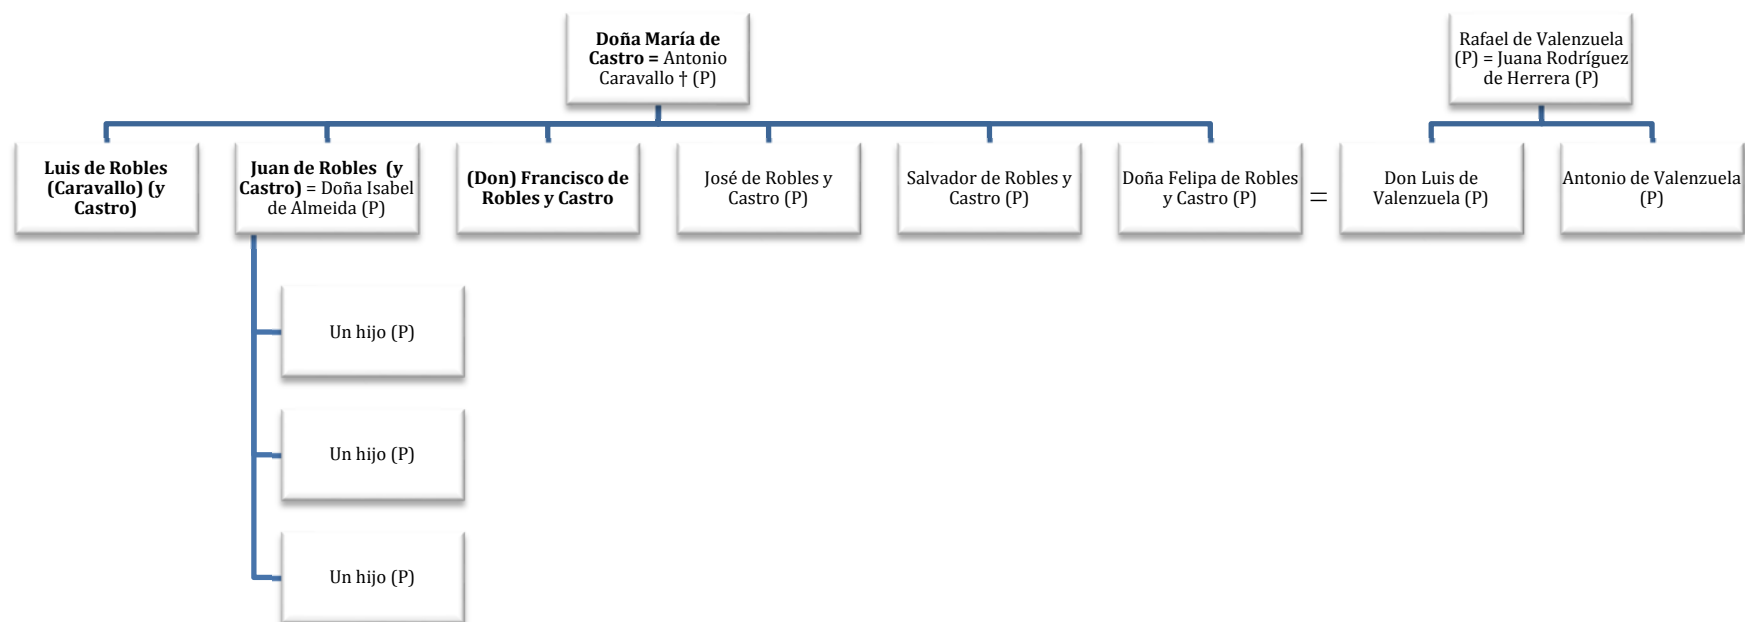 Doña María de
Castro = Antonio
Caravallo † (P)
Rafael de Valenzuela
(P) = Juana Rodríguez
de Herrera (P)
Luis de Robles
(Caravallo) (y
Castro)
Juan de Robles (y
Castro) = Doña Isabel
de Almeida (P)
(Don) Francisco de
Robles y Castro
José de Robles y
Castro (P)
Salvador de Robles y
Castro (P)
Doña Felipa de Robles
y Castro (P)
=
Don Luis de
Valenzuela (P)
Antonio de Valenzuela
(P)
Un hijo (P)
Un hijo (P)
Un hijo (P)